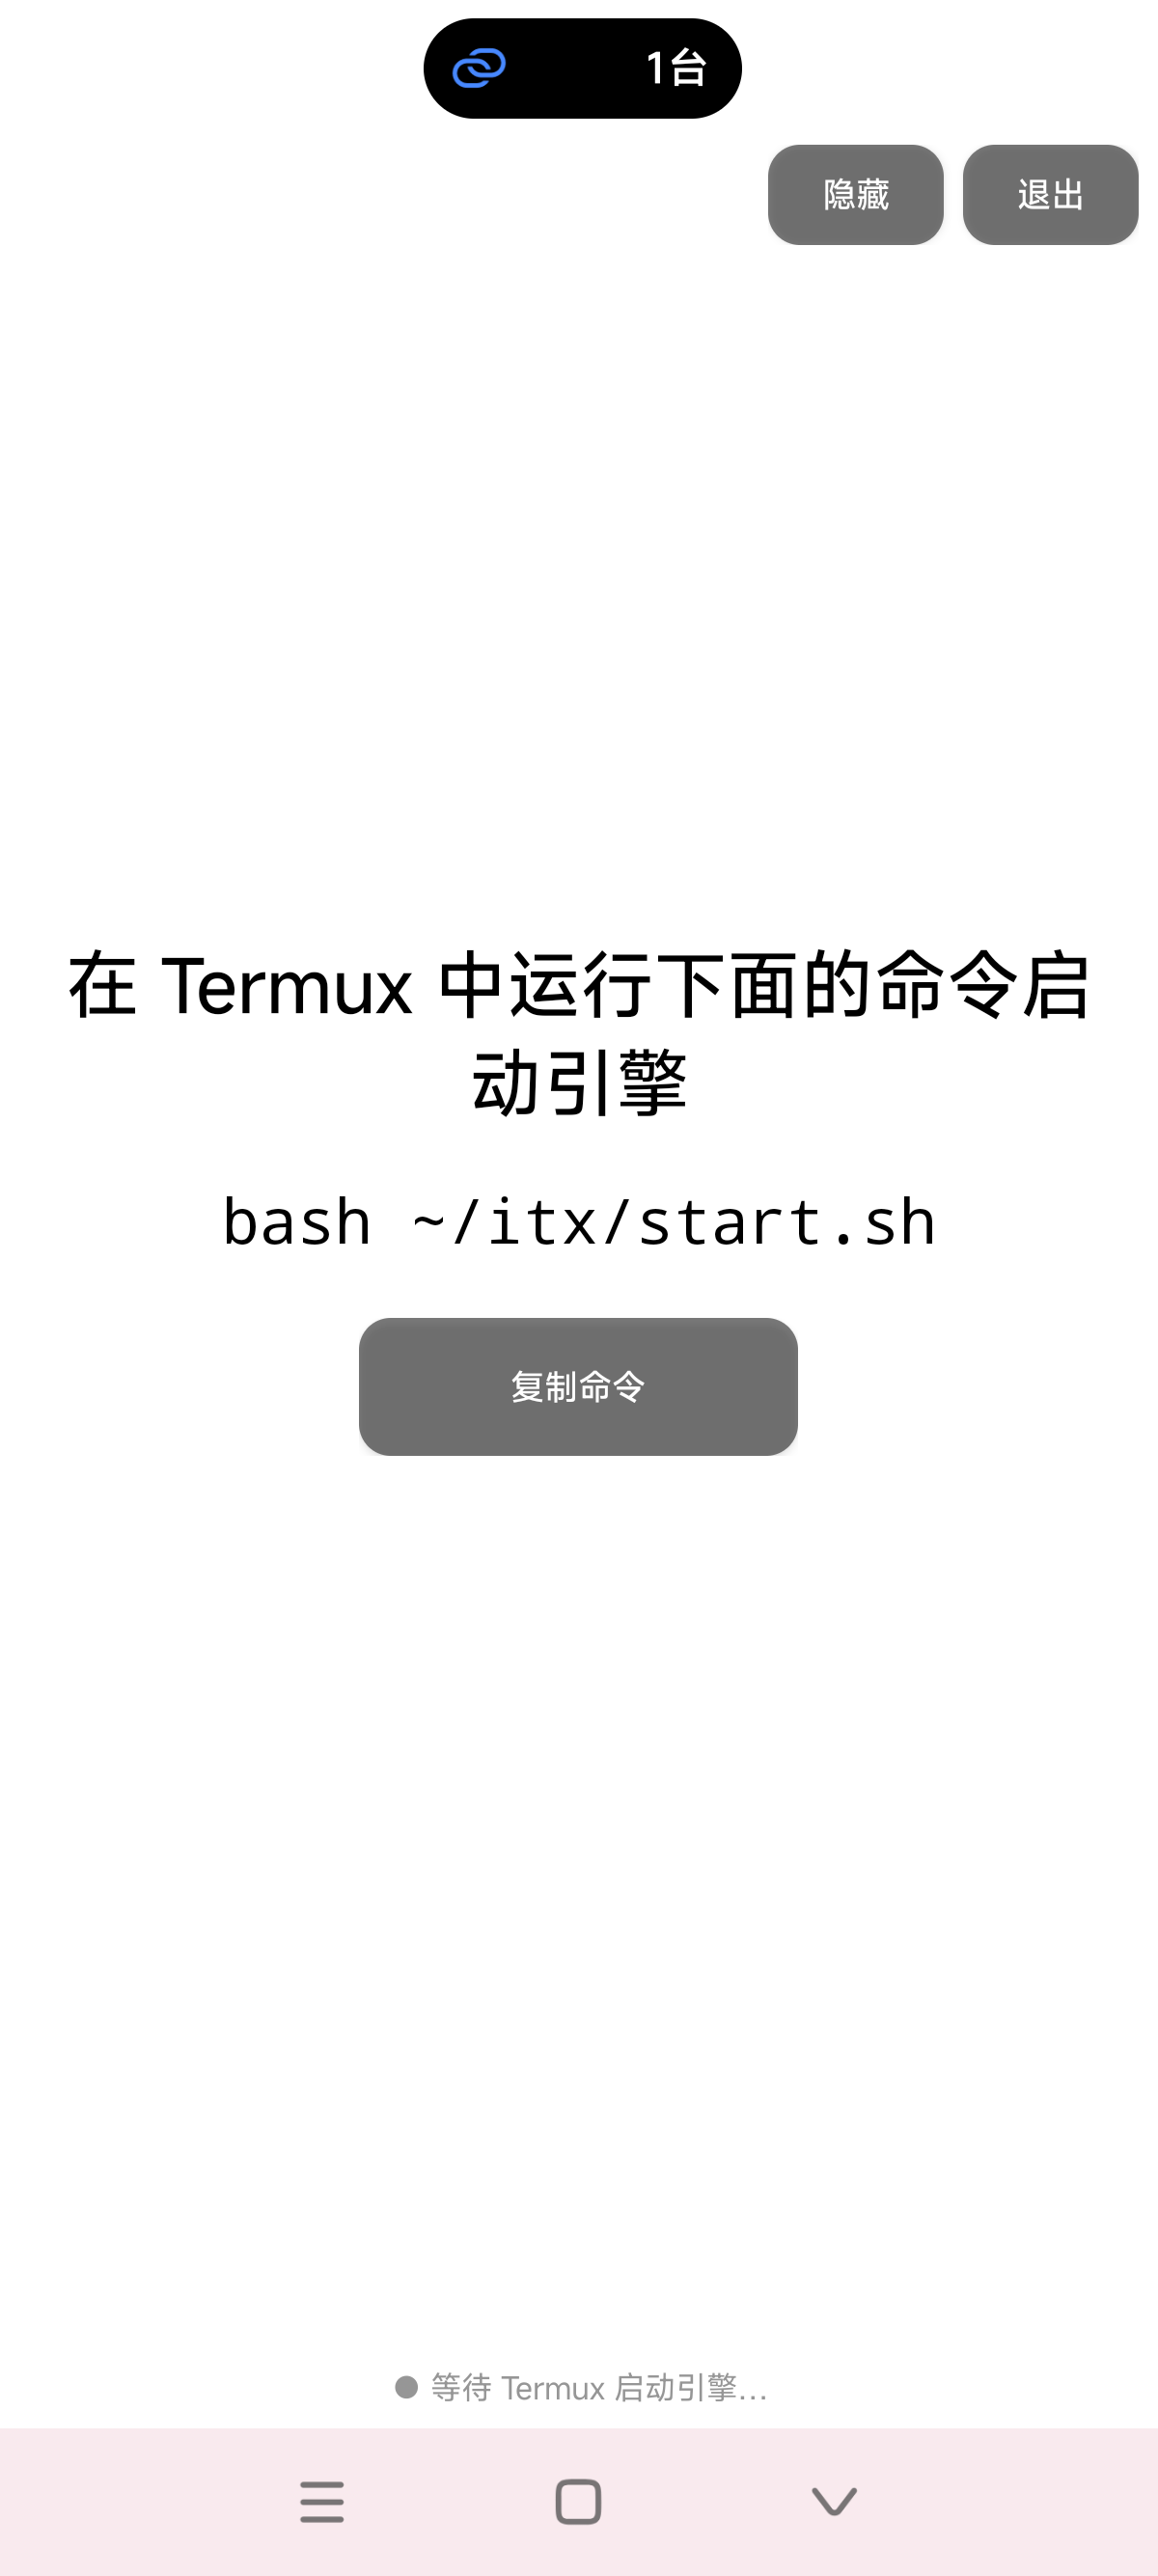 1台
隐藏 退出
在 Termux 中运行下面的命令启
动引擎
bash ~/itx/start.sh
复制命令
等待 Termux 启动引擎...